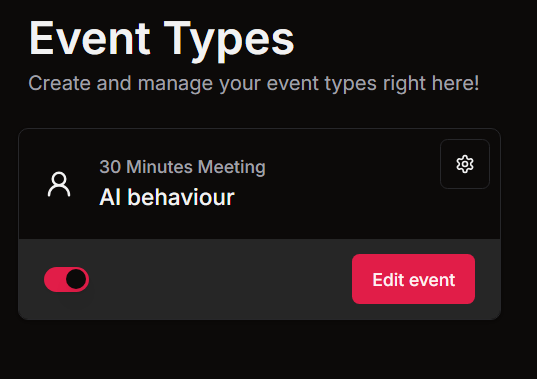 Event Types
Create and manage your event types right here!
30 Minutes Meeting
AI behaviour
Edit event